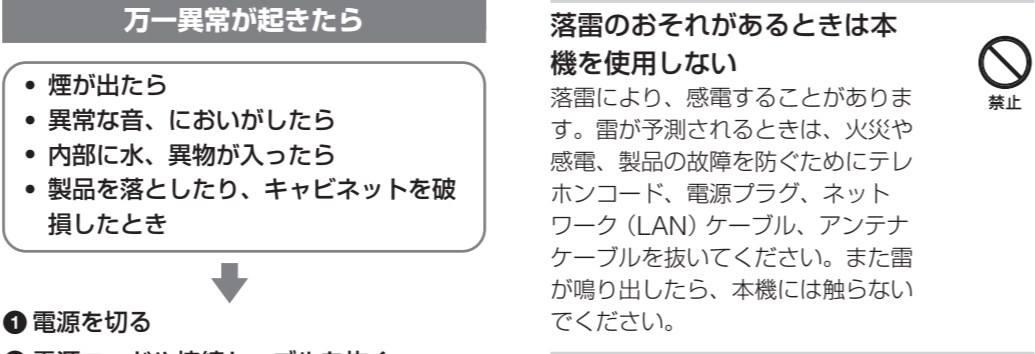 万一異常が起きたら
• 煙が出たら
• 異常な音、においがしたら
• 内部に水、異物が入ったら
• 製品を落としたり、キャビネットを破
損したとき
❶ 電源を切る
落雷のおそれがあるときは本
機を使用しない
落雷により、感電することがありま
す。雷が予測されるときは、火災や
感電、製品の故障を防ぐためにテレ
ホンコード、電源プラグ、ネット
ワーク（LAN）ケーブル、アンテナ
ケーブルを抜いてください。また雷
が鳴り出したら、本機には触らない
でください。
禁止